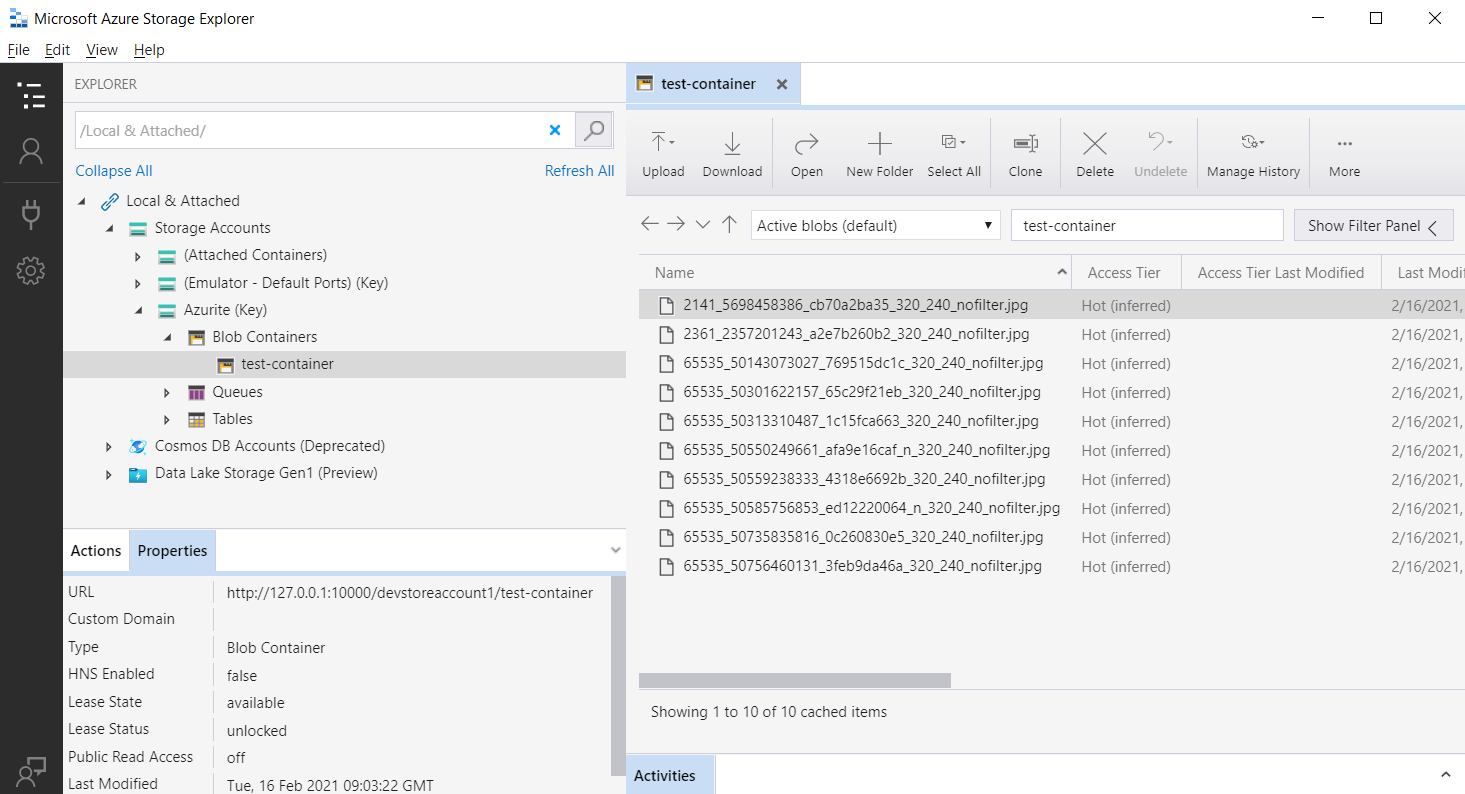 Microsoft Azure Storage Explorer
File Edit View Help
EXPLORER
/Local & Attached/
Collapse All Refresh All
Local & Attached
Storage Accounts
(Attached Containers)
(Emulator - Default Ports) (Key)
Azurite (Key)
Blob Containers
test-container
Queues
Tables
Cosmos DB Accounts (Deprecated)
Data Lake Storage Gen1 (Preview)
Actions Properties
URL http://127.0.0.1:10000/devstoreaccount1/test-container
Custom Domain
Type Blob Container
HNS Enabled false
Lease State available
Lease Status unlocked
Public Read Access off
Last Modified Tue, 16 Feb 2021 09:03:22 GMT
test-container
Upload Download Open New Folder Select All Clone Delete Undelete Manage History More
Active blobs (default) test-container Show Filter Panel
Name Access Tier Access Tier Last Modified Last Modif
2141_5698458386_cb70a2ba35_320_240_nofilter.jpg Hot (inferred) 2/16/2021,
2361_2357201243_a2e7b260b2_320_240_nofilter.jpg Hot (inferred) 2/16/2021,
65535_50143073027_769515dc1c_320_240_nofilter.jpg Hot (inferred) 2/16/2021,
65535_50301622157_65c29f21eb_320_240_nofilter.jpg Hot (inferred) 2/16/2021,
65535_50313310487_1c15fca663_320_240_nofilter.jpg Hot (inferred) 2/16/2021,
65535_50550249661_afa9e16caf_n_320_240_nofilter.jpg Hot (inferred) 2/16/2021,
65535_50559238333_4318e6692b_320_240_nofilter.jpg Hot (inferred) 2/16/2021,
65535_50585756853_ed12220064_n_320_240_nofilter.jpg Hot (inferred) 2/16/2021,
65535_50735835816_0c260830e5_320_240_nofilter.jpg Hot (inferred) 2/16/2021,
65535_50756460131_3feb9da46a_320_240_nofilter.jpg Hot (inferred) 2/16/2021,
Showing 1 to 10 of 10 cached items
Activities